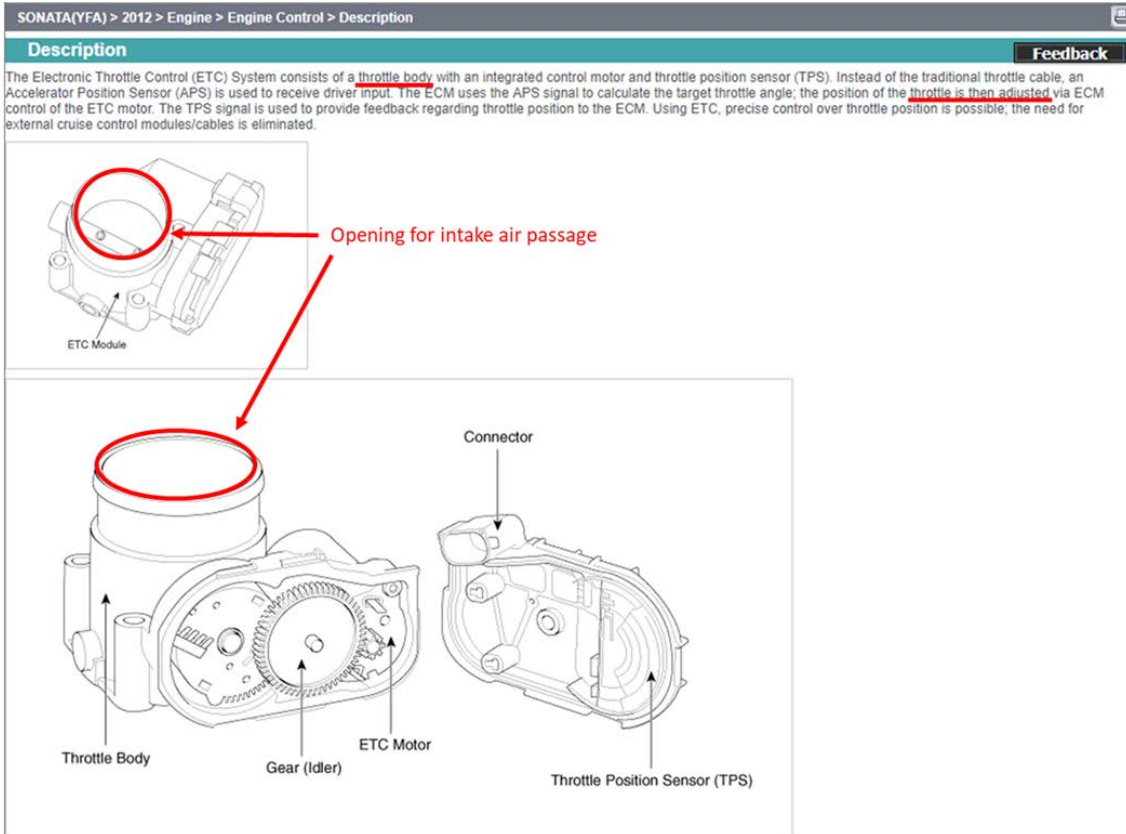 SONATA(YFA) > 2012 > Engine > Engine Control > Description
Description
Feedback
The Electronic Throttle Control (ETC) System consists of a throttle body with an integrated control motor and throttle position sensor (TPS). Instead of the traditional throttle cable, an
Accelerator Position Sensor (APS) is used to receive driver input. The ECM uses the APS signal to calculate the target throttle angle; the position of the throttle is then adjusted via ECM
control of the ETC motor. The TPS signal is used to provide feedback regarding throttle position to the ECM. Using ETC, precise control over throttle position is possible; the need for
external cruise control modules/cables is eliminated.
Opening for intake air passage
ETC Module
Connector
Throttle Body
Gear (Idler)
ETC Motor
Throttle Position Sensor (TPS)